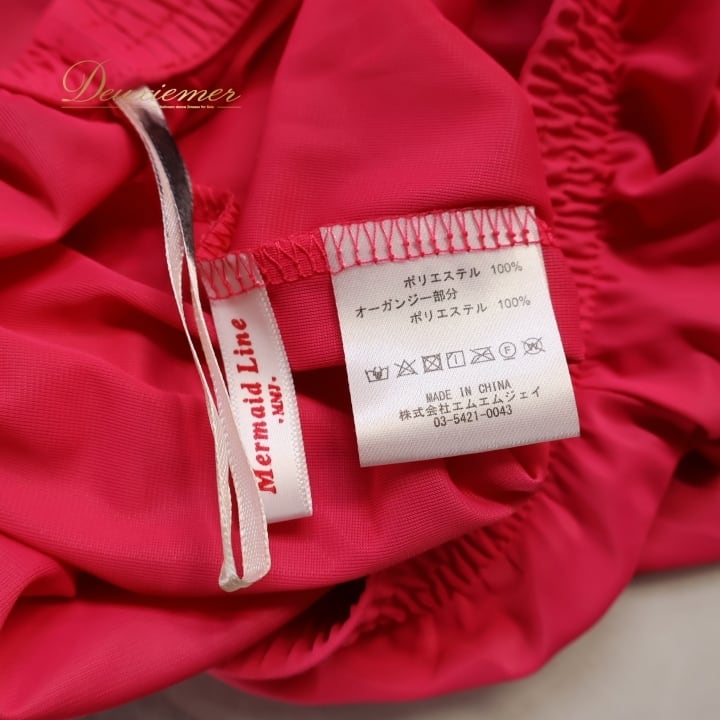 Deuxiemer
ポリエステル 100%
オーガンジー部分
ポリエステル 100%
MADE IN CHINA
株式会社エムエムジェイ
03-5421-0043
Mermaid Line